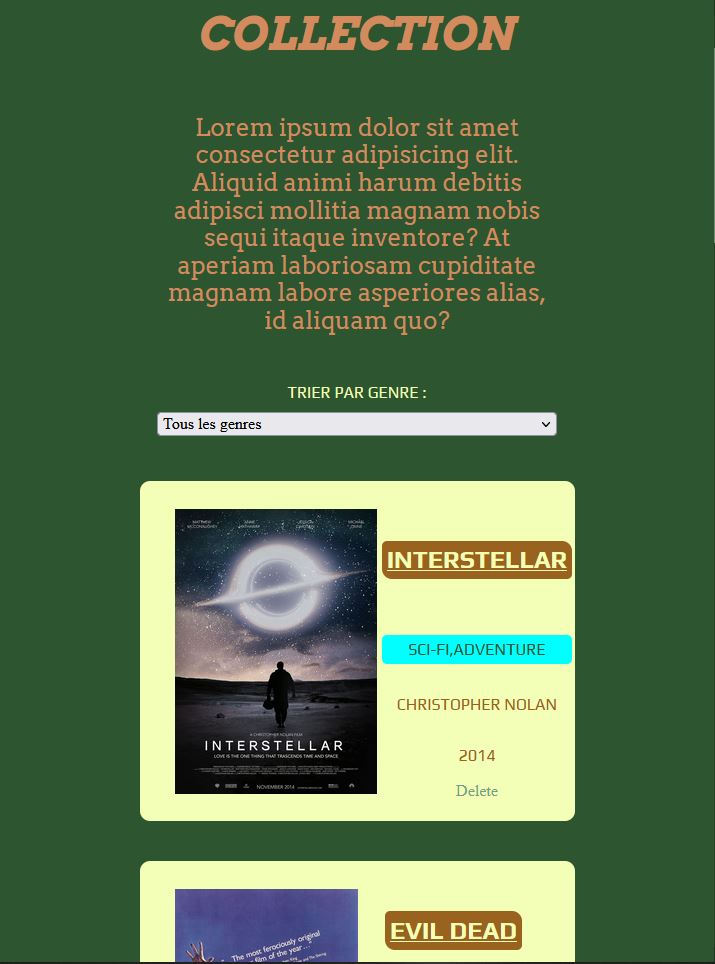 COLLECTION
Lorem ipsum dolor sit amet
consectetur adipisicing elit.
Aliquid animi harum debitis
adipisci mollitia magnam nobis
sequi itaque inventore? At
aperiam laboriosam cupiditate
magnam labore asperiores alias,
id aliquam quo?
TRIER PAR GENRE :
Tous les genres
MATTHEW
MCCONAUGHEY
ANNE
HATHAWAY
JESSICA
CHASTAIN
MICHAEL
CAINE
A CHRISTOPHER NOLAN FILM
INTERSTELLAR
LOVE IS THE ONE THING THAT TRASCENDS TIME AND SPACE
NOVEMBER 2014
INTERSTELLAR
SCI-FI,ADVENTURE
CHRISTOPHER NOLAN
2014
Delete
The most ferociously original
film of the year...”
EVIL DEAD